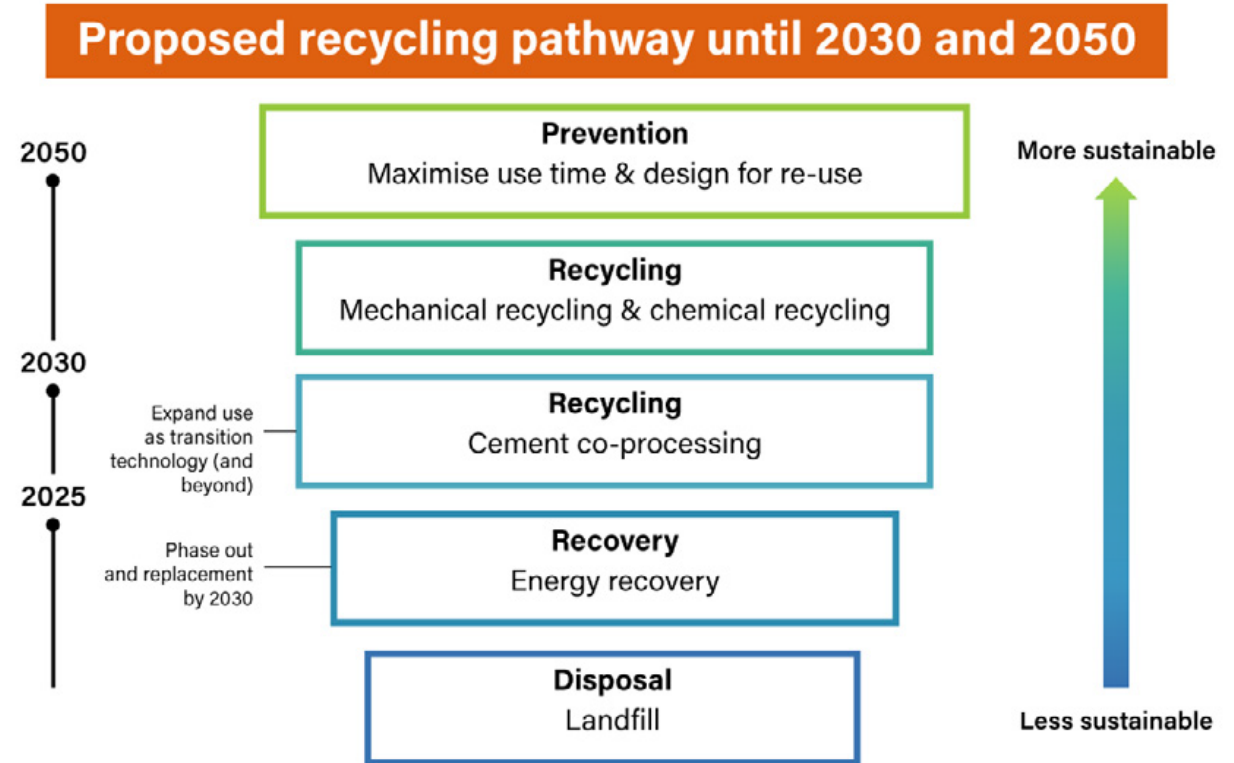 Proposed recycling pathway until 2030 and 2050
2050
Prevention
Maximise use time & design for re-use
More sustainable
Recycling
Mechanical recycling & chemical recycling
2030
Recycling
Cement co-processing
Expand use
as transition
technology (and
beyond)
2025
Recovery
Energy recovery
Phase out
and replacement
by 2030
Disposal
Landfill
Less sustainable